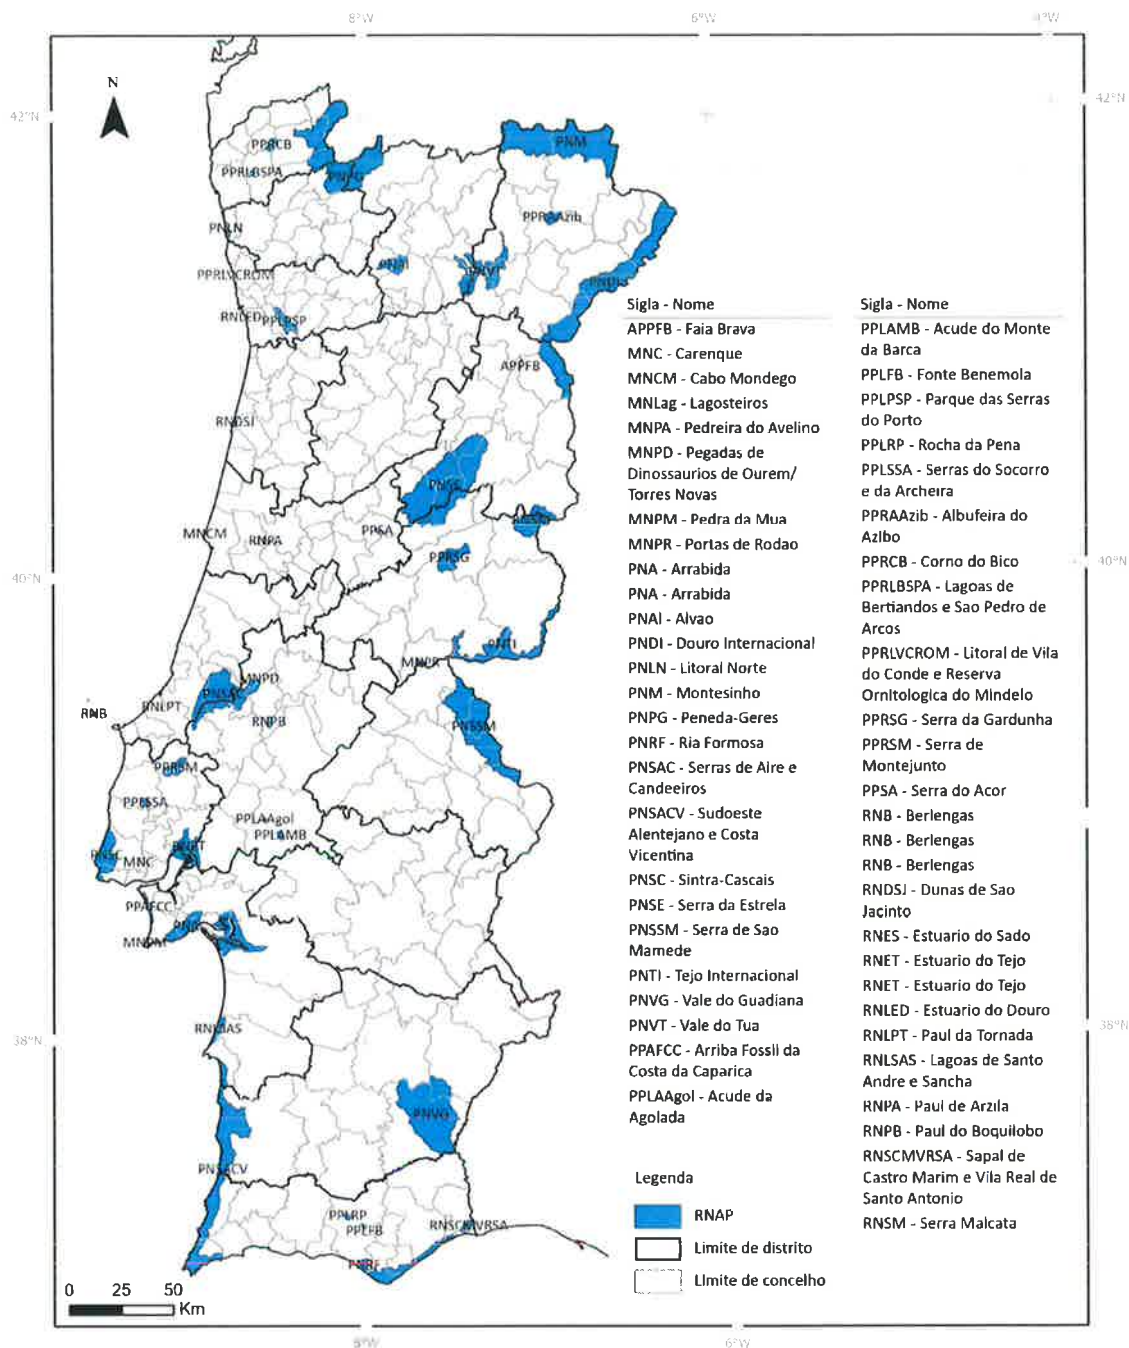 8°W
6°W
4°W
N
42°N
42°N
PPRCB
PNM
PPRLBSPA
PNPG
PPRAAzib
PNLN
PNAl
PNVT
PPRLVCROM
PNDI
RNLED
PPLPSP
APPFB
RNDSJ
PNSE
RNSM
MNCM
RNPA
PPSA
PPRSG
40°N
40°N
PNTI
MNPR
MNPD
PNSAC
RNLPT
RNB
RNPB
PNSSM
PPRSM
PPLSSA
PPLAAgol
PPLAMB
PNSC
MNC
RNET
PPAFCC
PNA
MNPM
RNLSAS
38°N
38°N
PNVG
PNSACV
PPLRP
PPLFB
RNSCMVRSA
PNRF
Sigla - Nome
APPFB - Faia Brava
MNC - Carenque
MNCM - Cabo Mondego
MNLag - Lagosteiros
MNPA - Pedreira do Avelino
MNPD - Pegadas de
Dinossaurios de Ourem/
Torres Novas
MNPM - Pedra da Mua
MNPR - Portas de Rodao
PNA - Arrabida
PNA - Arrabida
PNAl - Alvao
PNDI - Douro Internacional
PNLN - Litoral Norte
PNM - Montesinho
PNPG - Peneda-Geres
PNRF - Ria Formosa
PNSAC - Serras de Aire e
Candeeiros
PNSACV - Sudoeste
Alentejano e Costa
Vicentina
PNSC - Sintra-Cascais
PNSE - Serra da Estrela
PNSSM - Serra de Sao
Mamede
PNTI - Tejo Internacional
PNVG - Vale do Guadiana
PNVT - Vale do Tua
PPAFCC - Arriba Fossil da
Costa da Caparica
PPLAAgol - Acude da
Agolada
Sigla - Nome
PPLAMB - Acude do Monte
da Barca
PPLFB - Fonte Benemola
PPLPSP - Parque das Serras
do Porto
PPLRP - Rocha da Pena
PPLSSA - Serras do Socorro
e da Archeira
PPRAAzib - Albufeira do
Azibo
PPRCB - Corno do Bico
PPRLBSPA - Lagoas de
Bertiandos e Sao Pedro de
Arcos
PPRLVCROM - Litoral de Vila
do Conde e Reserva
Ornitologica do Mindelo
PPRSG - Serra da Gardunha
PPRSM - Serra de
Montejunto
PPSA - Serra do Acor
RNB - Berlengas
RNB - Berlengas
RNB - Berlengas
RNDSJ - Dunas de Sao
Jacinto
RNES - Estuario do Sado
RNET - Estuario do Tejo
RNET - Estuario do Tejo
RNLED - Estuario do Douro
RNLPT - Paul da Tornada
RNLSAS - Lagoas de Santo
Andre e Sancha
RNPA - Paul de Arzila
RNPB - Paul do Boquilobo
RNSCMVRSA - Sapal de
Castro Marim e Vila Real de
Santo Antonio
RNSM - Serra Malcata
Legenda
RNAP
Limite de distrito
Limite de concelho
0 25 50
Km
8°W
6°W